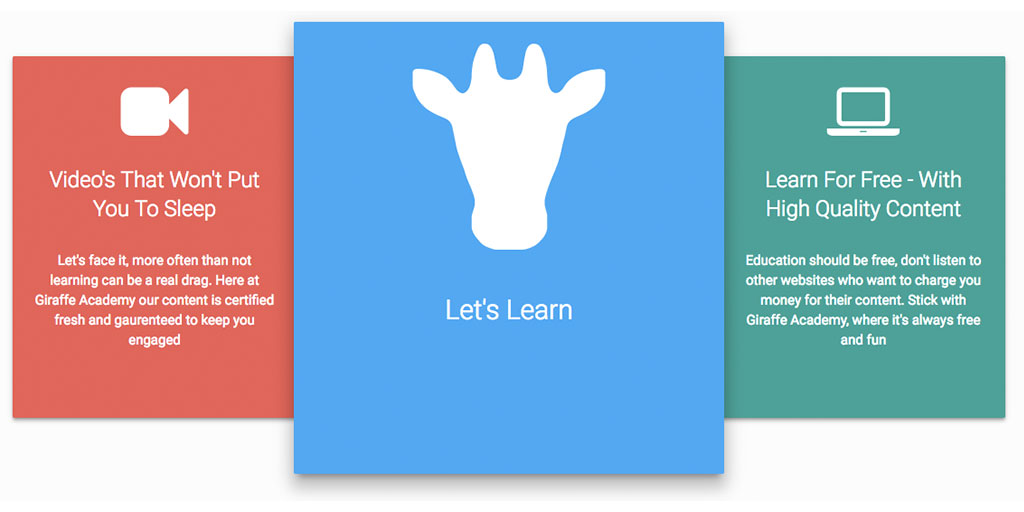 Video's That Won't Put
You To Sleep
Let's face it, more often than not
learning can be a real drag. Here at
Giraffe Academy our content is certified
fresh and gaurenteed to keep you
engaged
Let's Learn
Learn For Free - With
High Quality Content
Education should be free, don't listen to
other websites who want to charge you
money for their content. Stick with
Giraffe Academy, where it's always free
and fun